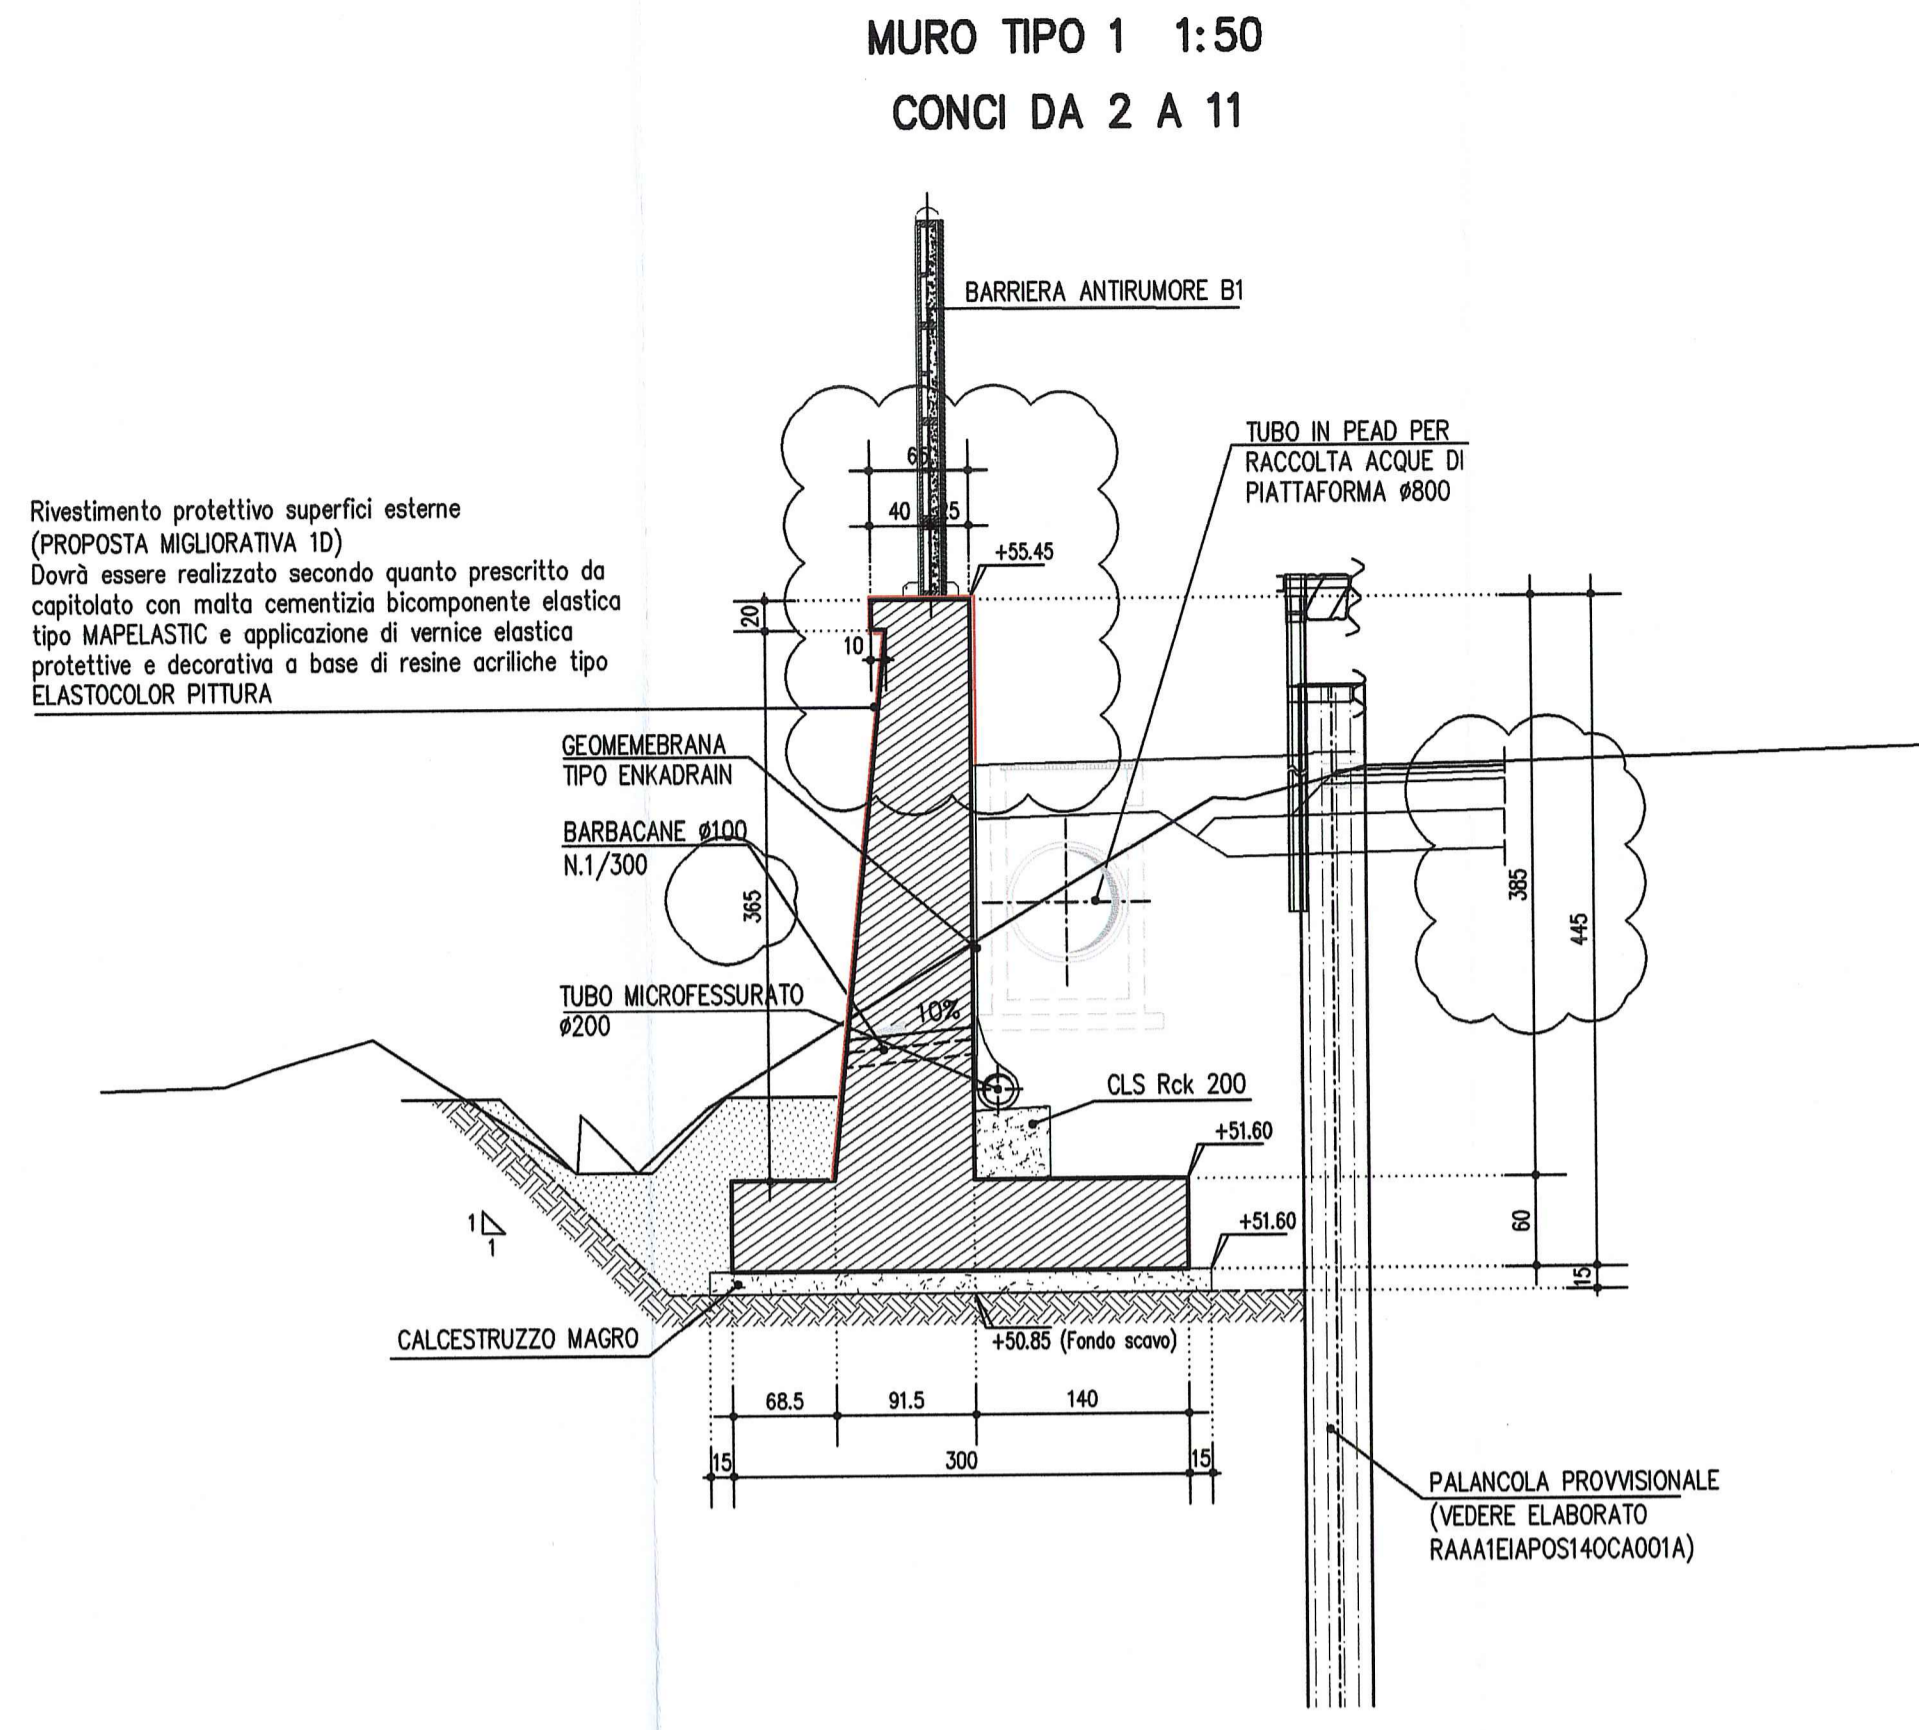 MURO TIPO 1 1:50
CONCI DA 2 A 11
BARRIERA ANTIRUMORE B1
TUBO IN PEAD PER
RACCOLTA ACQUE DI
PIATTAFORMA ø800
65
40
25
+55.45
Rivestimento protettivo superfici esterne
(PROPOSTA MIGLIORATIVA 1D)
Dovrà essere realizzato secondo quanto prescritto da
capitolato con malta cementizia bicomponente elastica
tipo MAPELASTIC e applicazione di vernice elastica
protettive e decorativa a base di resine acriliche tipo
ELASTOCOLOR PITTURA
20
10
GEOMEMEBRANA
TIPO ENKADRAIN
BARBACANE ø100
N.1/300
365
385
445
TUBO MICROFESSURATO
ø200
10%
CLS Rck 200
+51.60
+51.60
60
15
1
1
CALCESTRUZZO MAGRO
+50.85 (Fondo scavo)
68.5
91.5
140
15
300
15
PALANCOLA PROVVISIONALE
(VEDERE ELABORATO
RAAA1EIAPOS14OCA001A)